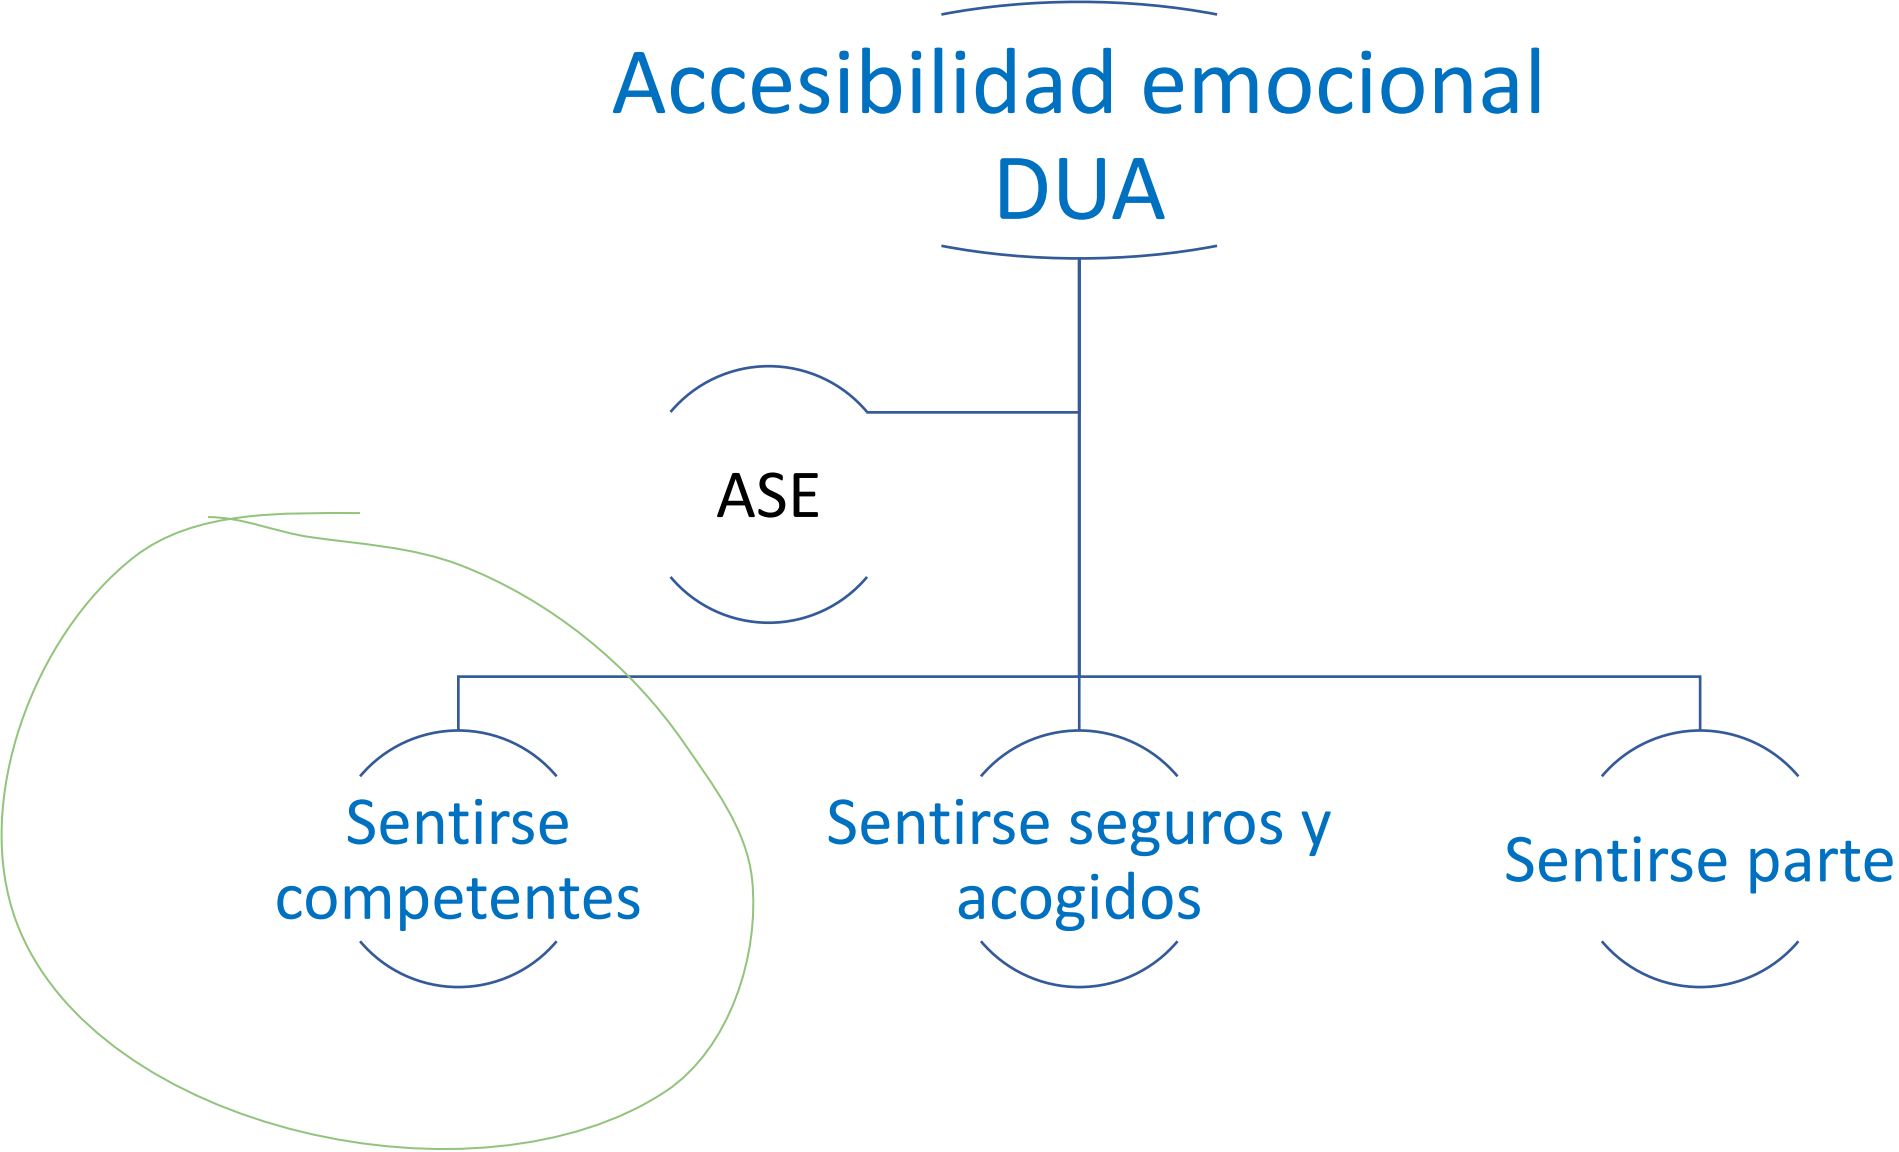 Accesibilidad emocional
DUA
ASE
Sentirse
competentes
Sentirse seguros y
acogidos
Sentirse parte